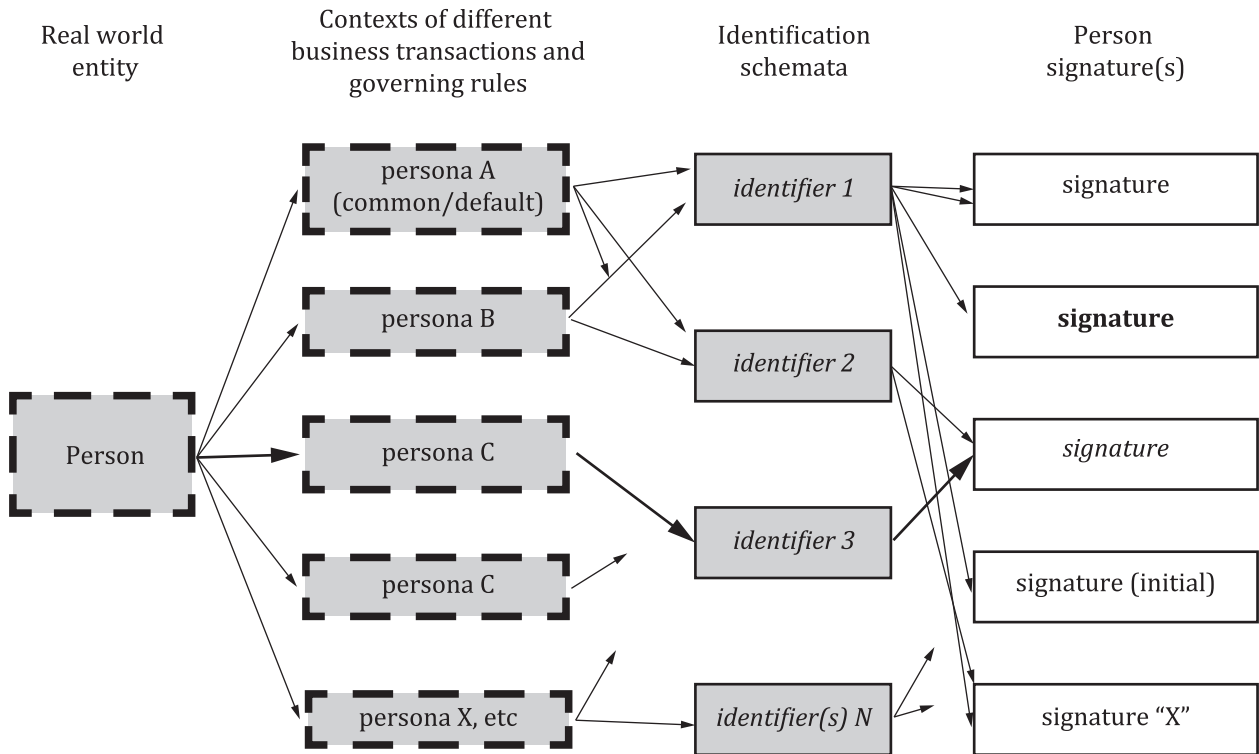 Real world
entity
Contexts of different
business transactions and
governing rules
Identification
schemata
Person
signature(s)
persona A
(common/default)
identifier 1
signature
persona B
signature
identifier 2
Person
persona C
signature
identifier 3
persona C
signature (initial)
persona X, etc
identifier(s) N
signature “X”